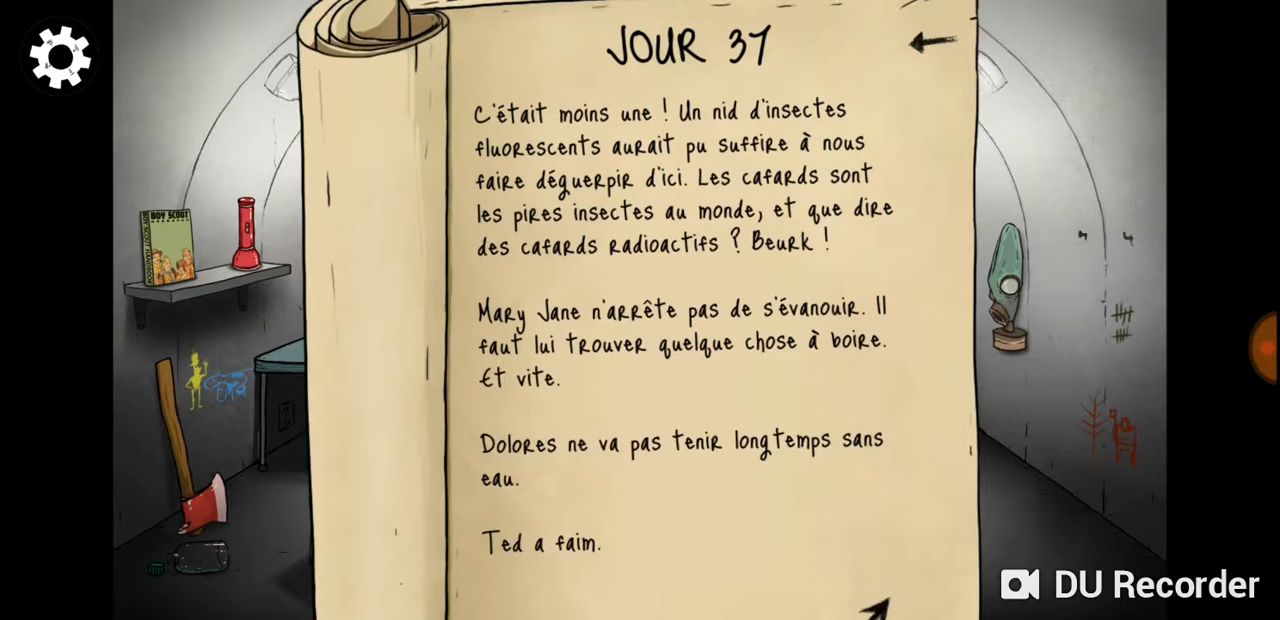 JOUR 37
C'était moins une ! Un nid d'insectes
fluorescents aurait pu suffire à nous
faire déguerpir d'ici. Les cafards sont
les pires insectes au monde, et que dire
des cafards radioactifs ? Beurk !
Mary Jane n'arrête pas de s'évanouir. Il
faut lui trouver quelque chose à boire.
Et vite.
Dolores ne va pas tenir longtemps sans
eau.
Ted a faim.
BOY SCOUT
DU Recorder